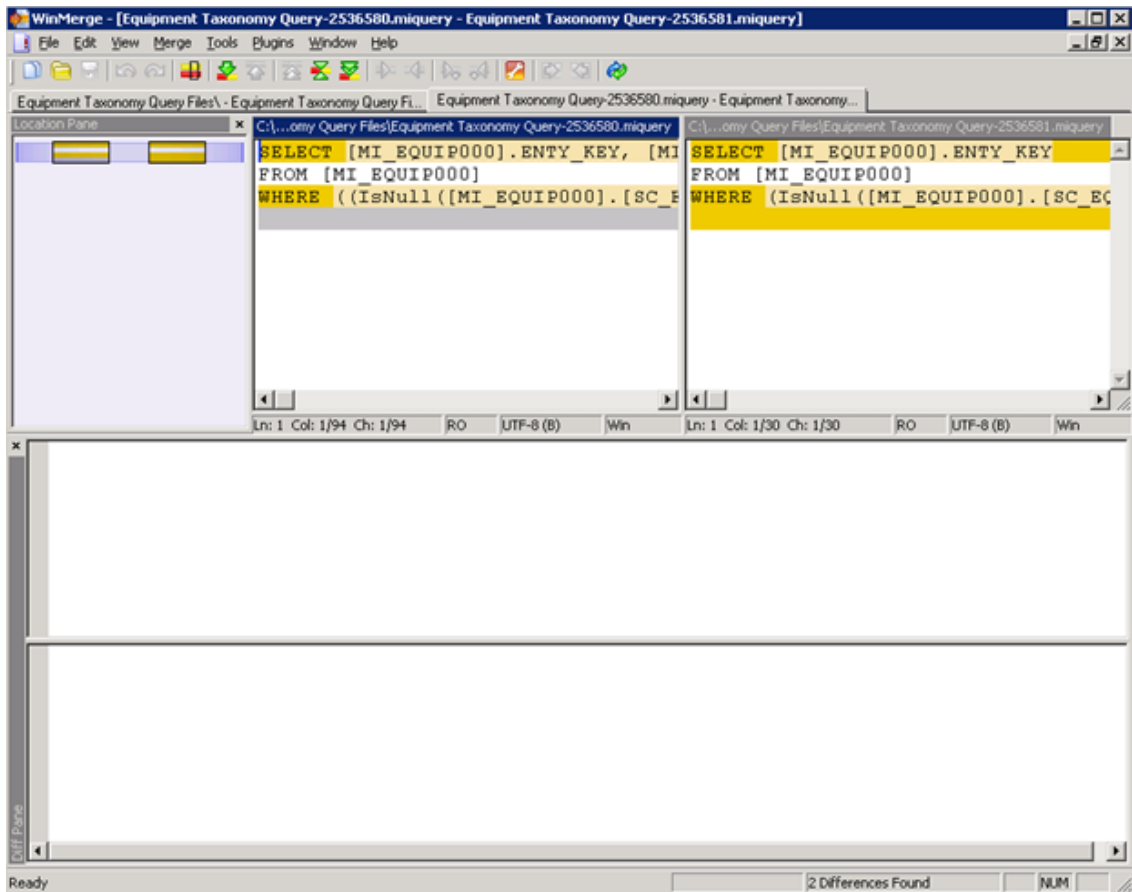 WinMerge - [Equipment Taxonomy Query-2536580.miquery - Equipment Taxonomy Query-2536581.miquery]
File Edit View Merge Tools Plugins Window Help
Equipment Taxonomy Query Files\ - Equipment Taxonomy Query Fi...
Equipment Taxonomy Query-2536580.miquery - Equipment Taxonomy...
Location Pane
C:\...omy Query Files\Equipment Taxonomy Query-2536580.miquery
SELECT [MI_EQUIP000].ENTY_KEY, [MI
FROM [MI_EQUIP000]
WHERE ((IsNull([MI_EQUIP000].[SC_E
Ln: 1 Col: 1/94 Ch: 1/94 RO UTF-8 (B) Win
C:\...omy Query Files\Equipment Taxonomy Query-2536581.miquery
SELECT [MI_EQUIP000].ENTY_KEY
FROM [MI_EQUIP000]
WHERE (IsNull([MI_EQUIP000].[SC_EQ
Ln: 1 Col: 1/30 Ch: 1/30 RO UTF-8 (B) Win
Diff Pane
Ready 2 Differences Found NUM